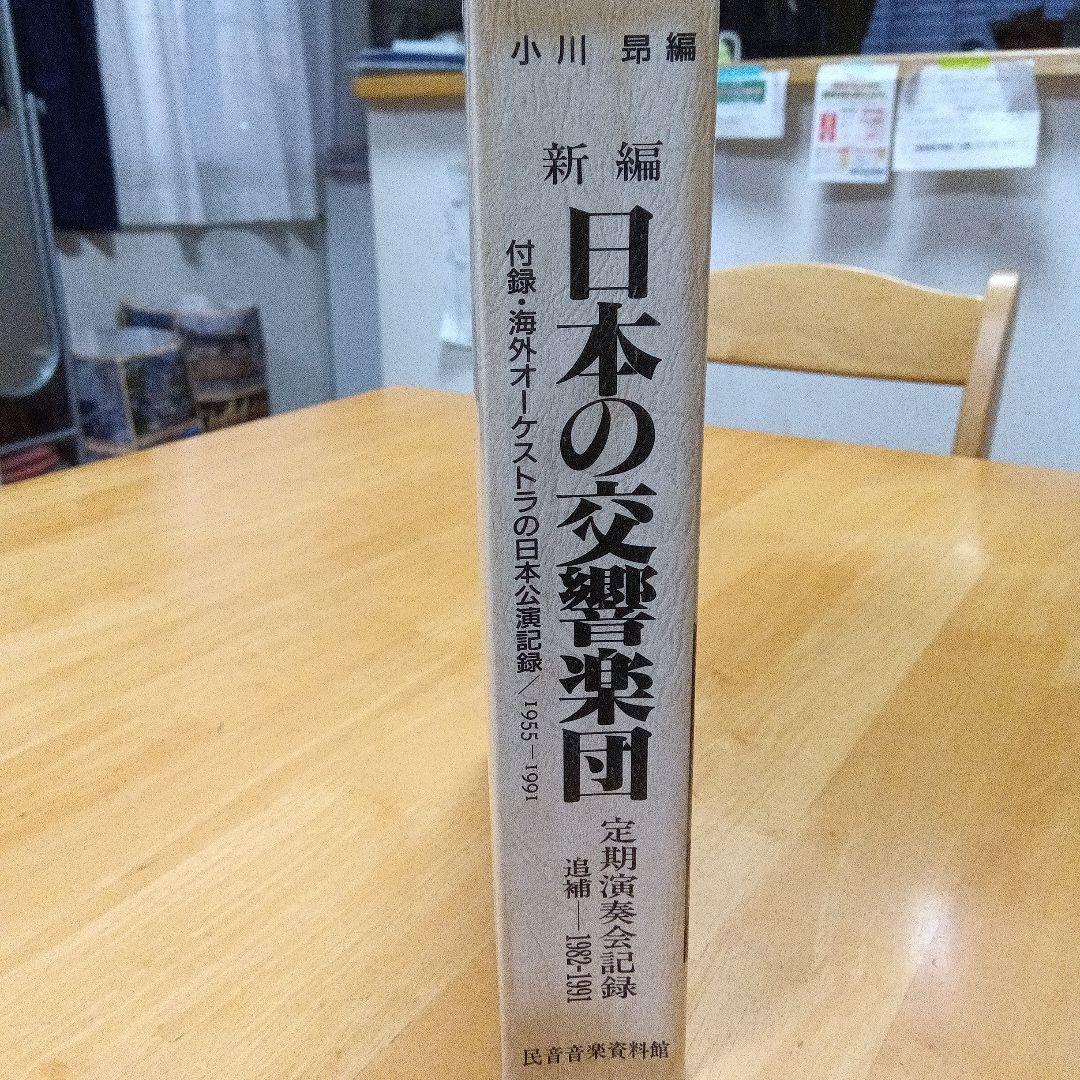 小川 昂 編
新編
日本の交響楽団
定期演奏会記録
追補―1982-1991
付録・海外オーケストラの日本公演記録/1955―1991
民音音楽資料館